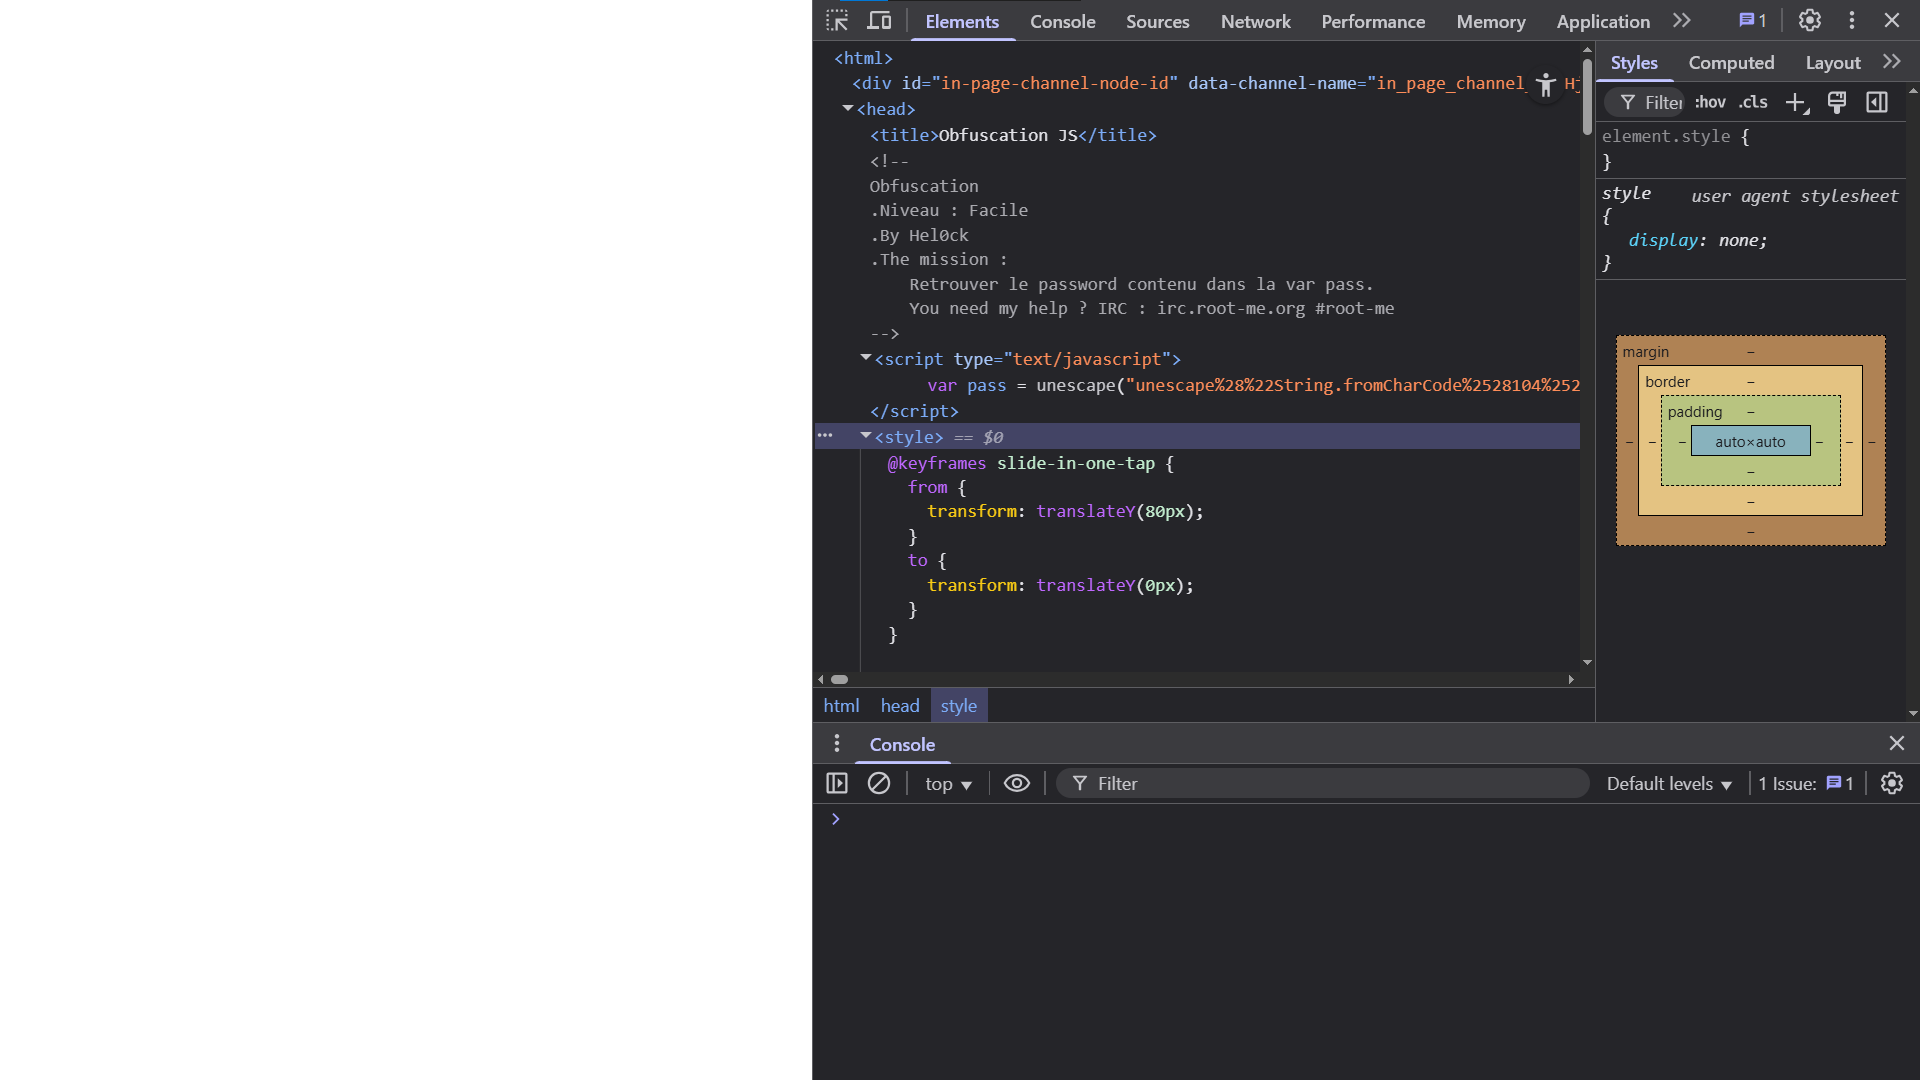 Elements Console Sources Network Performance Memory Application 1
<html>
<div id="in-page-channel-node-id" data-channel-name="in_page_channel_ Hj
<head>
<title>Obfuscation JS</title>
<!--
Obfuscation
.Niveau : Facile
.By Hel0ck
.The mission :
Retrouver le password contenu dans la var pass.
You need my help ? IRC : irc.root-me.org #root-me
-->
<script type="text/javascript">
var pass = unescape("unescape%28%22String.fromCharCode%2528104%252
</script>
<style> == $0
@keyframes slide-in-one-tap {
from {
transform: translateY(80px);
}
to {
transform: translateY(0px);
}
}
html head style
Styles Computed Layout
Filter :hov .cls
element.style {
}
style user agent stylesheet
{
display: none;
}
margin –
border –
padding –
– – – auto×auto – – –
–
–
–
Console
top Filter Default levels 1 Issue: 1